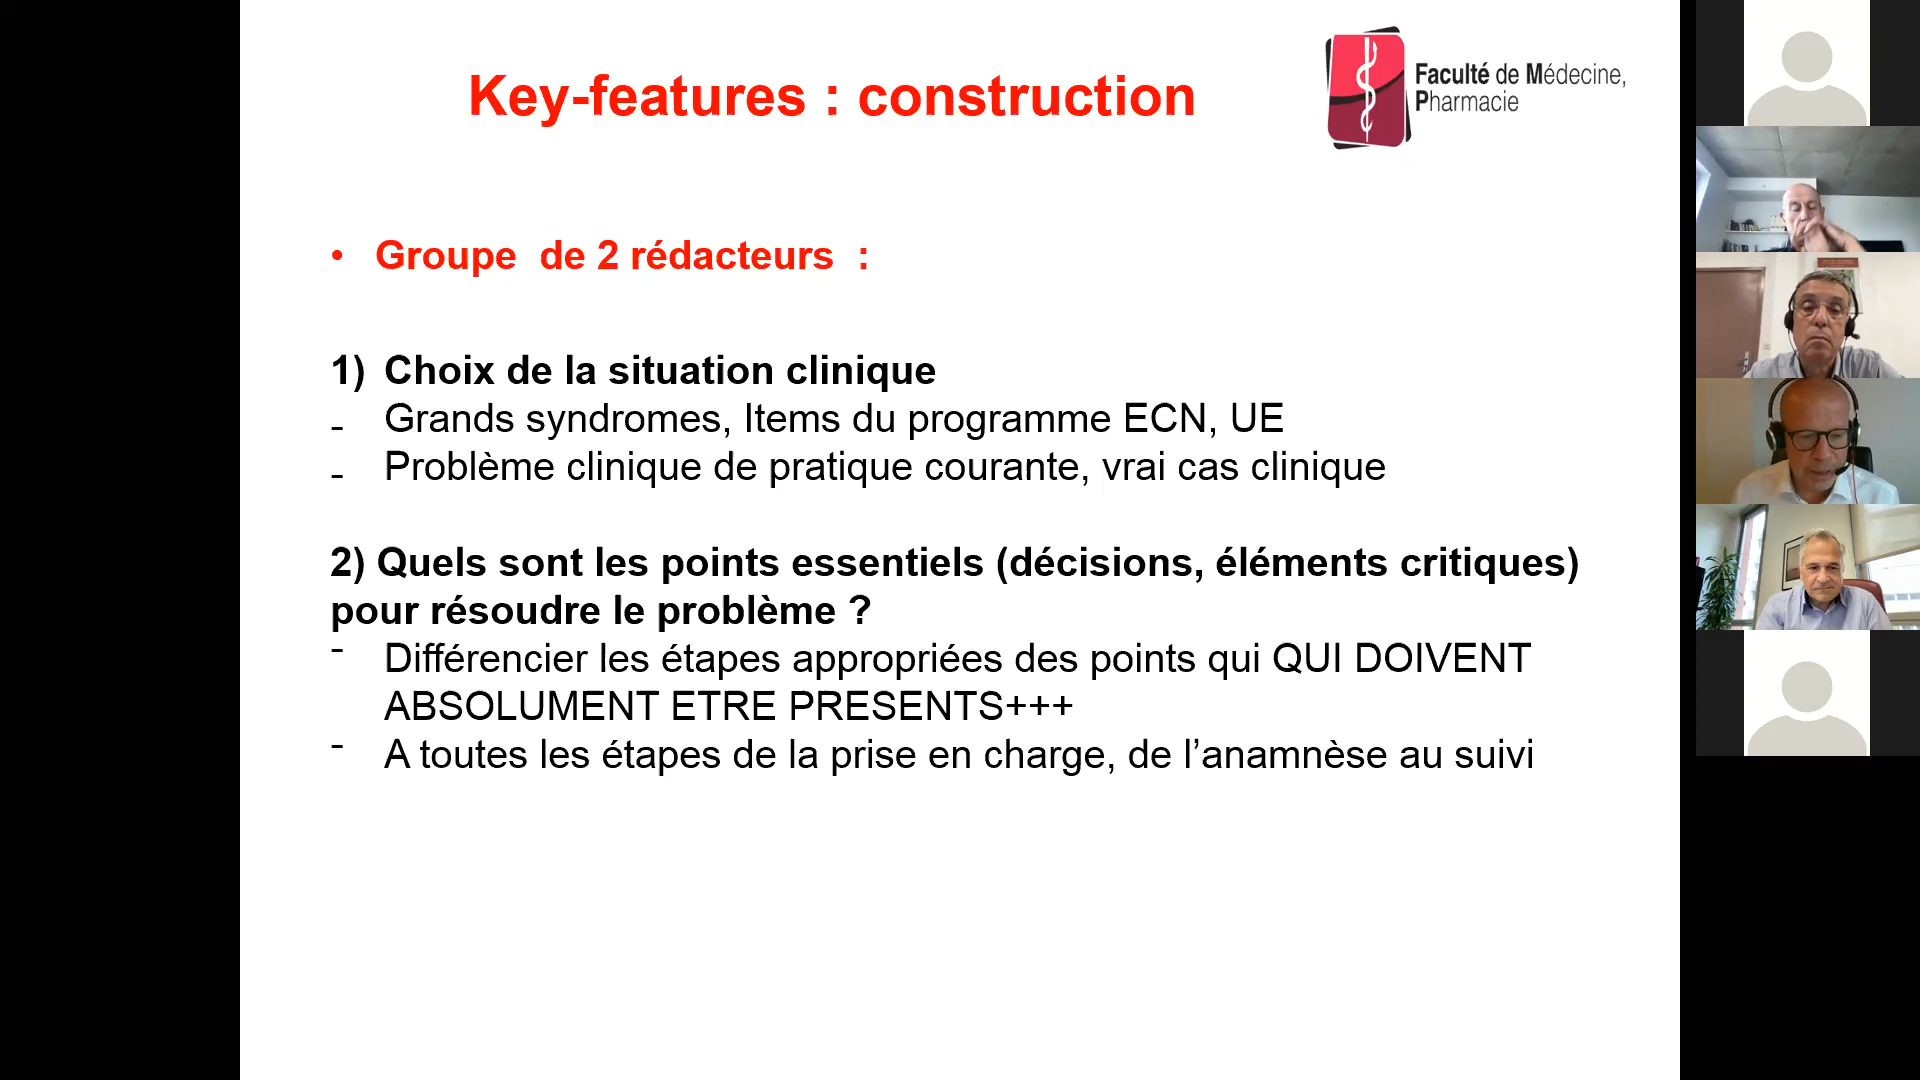 Key-features : construction
Faculté de Médecine,
Pharmacie
• Groupe de 2 rédacteurs :
1) Choix de la situation clinique
- Grands syndromes, Items du programme ECN, UE
- Problème clinique de pratique courante, vrai cas clinique
2) Quels sont les points essentiels (décisions, éléments critiques)
pour résoudre le problème ?
- Différencier les étapes appropriées des points qui QUI DOIVENT
ABSOLUMENT ETRE PRESENTS+++
- A toutes les étapes de la prise en charge, de l’anamnèse au suivi